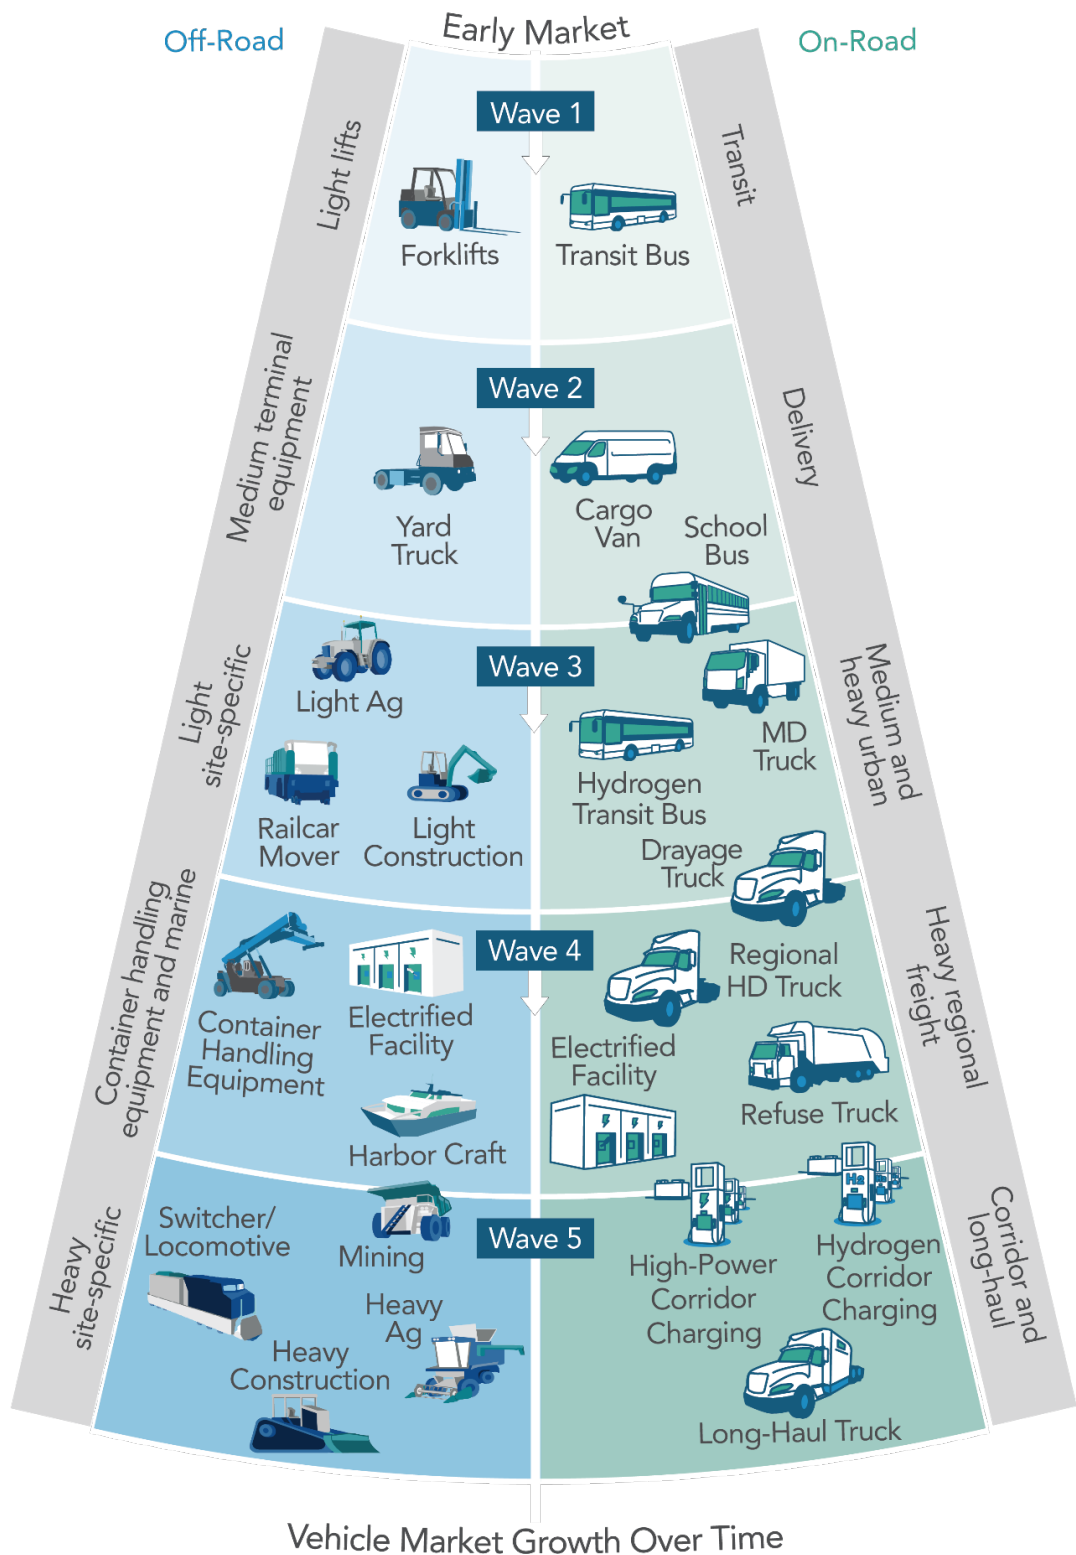 Early Market
Off-Road
On-Road
Wave 1
Light lifts
Transit
Forklifts
Transit Bus
Wave 2
Medium terminal
equipment
Delivery
Yard
Truck
Cargo
Van
School
Bus
Wave 3
Light
site-specific
Medium and
heavy urban
Light Ag
MD
Truck
Hydrogen
Transit Bus
Railcar
Mover
Light
Construction
Drayage
Truck
Wave 4
Container handling
equipment and marine
Heavy regional
freight
Regional
HD Truck
Container
Handling
Equipment
Electrified
Facility
Electrified
Facility
Refuse Truck
Harbor Craft
H2
Wave 5
Heavy
site-specific
Corridor and
long-haul
Switcher/
Locomotive
Mining
High-Power
Corridor
Charging
Hydrogen
Corridor
Charging
Heavy
Ag
Heavy
Construction
Long-Haul Truck
Vehicle Market Growth Over Time